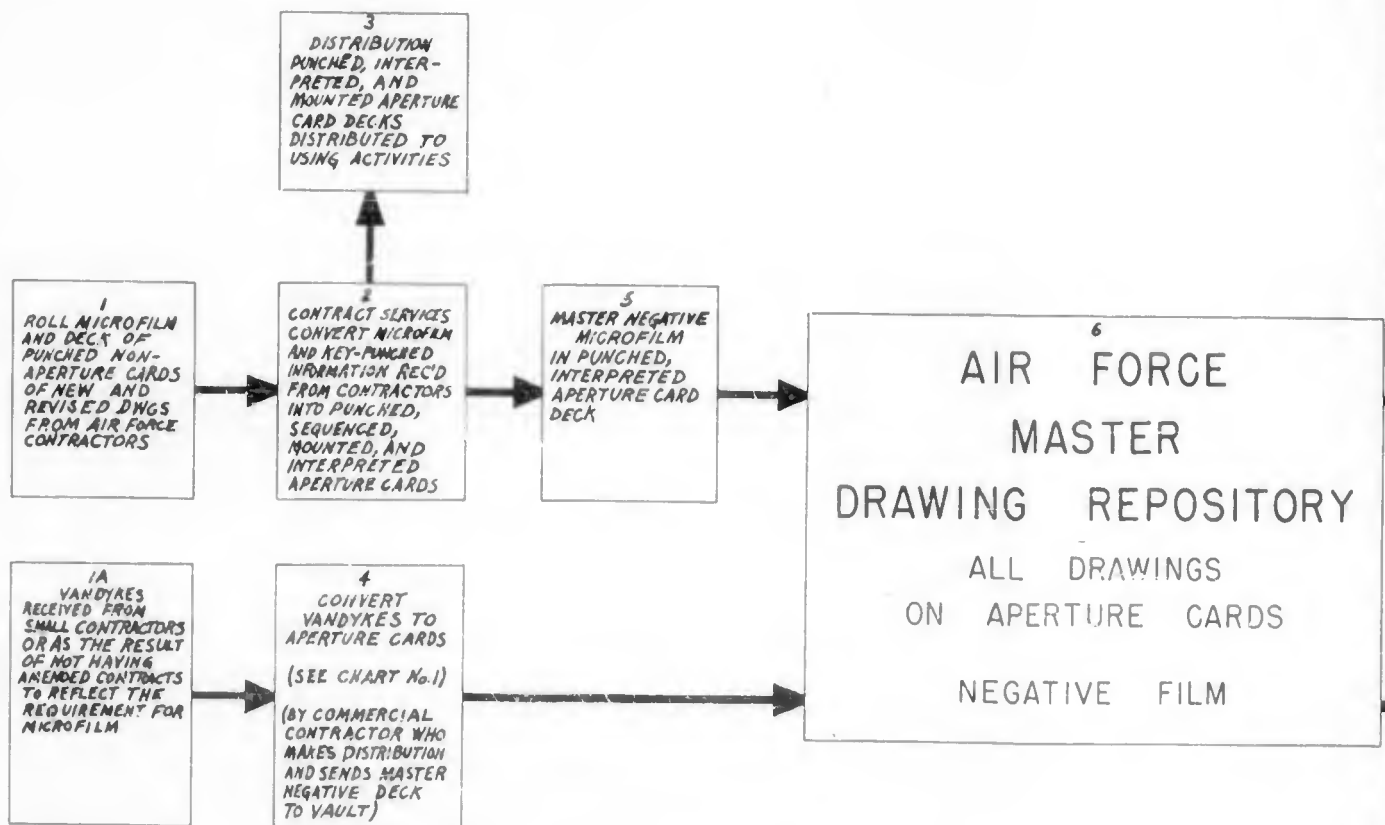 3
DISTRIBUTION
PUNCHED, INTER-
PRETED, AND
MOUNTED APERTURE
CARD DECKS
DISTRIBUTED TO
USING ACTIVITIES
1
ROLL MICROFILM
AND DECK OF
PUNCHED NON-
APERTURE CARDS
OF NEW AND
REVISED DWGS
FROM AIR FORCE
CONTRACTORS
2
CONTRACT SERVICES
CONVERT MICROFILM
AND KEY-PUNCHED
INFORMATION REC'D
FROM CONTRACTORS
INTO PUNCHED,
SEQUENCED,
MOUNTED, AND
INTERPRETED
APERTURE CARDS
5
MASTER NEGATIVE
MICROFILM
IN PUNCHED,
INTERPRETED
APERTURE CARD
DECK
6
AIR FORCE
MASTER
DRAWING REPOSITORY
ALL DRAWINGS
ON APERTURE CARDS
NEGATIVE FILM
1A
VANDYKES
RECEIVED FROM
SMALL CONTRACTORS
OR AS THE RESULT
OF NOT HAVING
AMENDED CONTRACTS
TO REFLECT THE
REQUIREMENT FOR
MICROFILM
4
CONVERT
VANDYKES TO
APERTURE CARDS
(SEE CHART No.1)
(BY COMMERCIAL
CONTRACTOR WHO
MAKES DISTRIBUTION
AND SENDS MASTER
NEGATIVE DECK
TO VAULT)